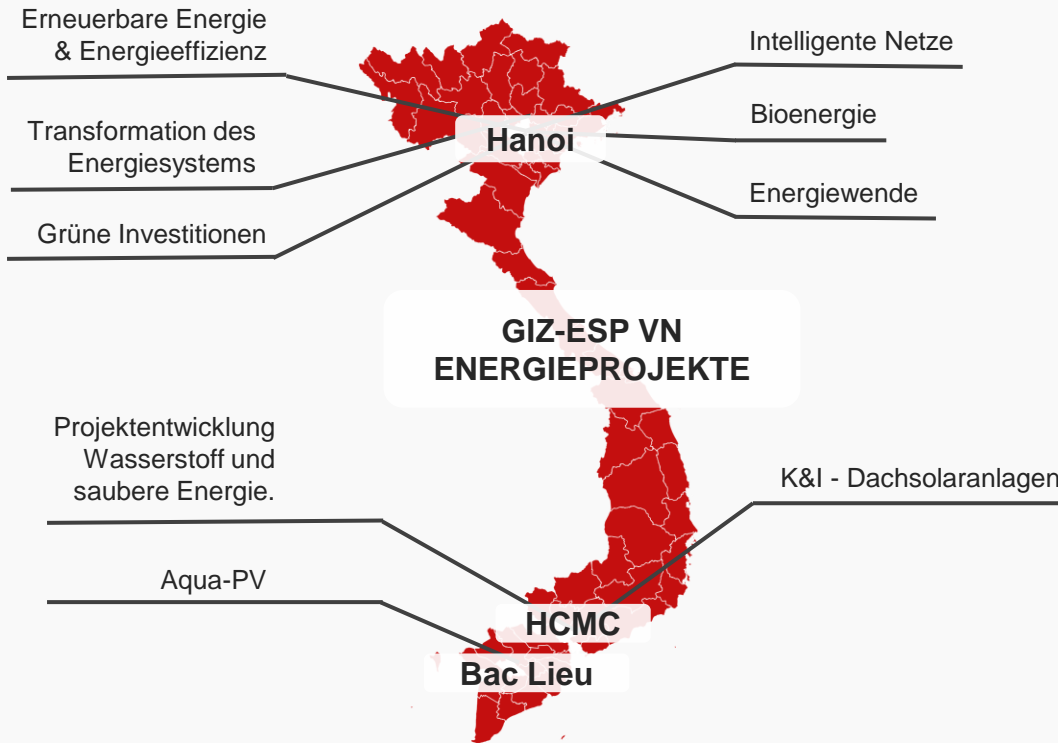 Erneuerbare Energie
& Energieeffizienz
Intelligente Netze
Bioenergie
Transformation des
Energiesystems
Hanoi
Energiewende
Grüne Investitionen
GIZ-ESP VN
ENERGIEPROJEKTE
Projektentwicklung
Wasserstoff und
saubere Energie.
K&I - Dachsolaranlagen
Aqua-PV
HCMC
Bac Lieu